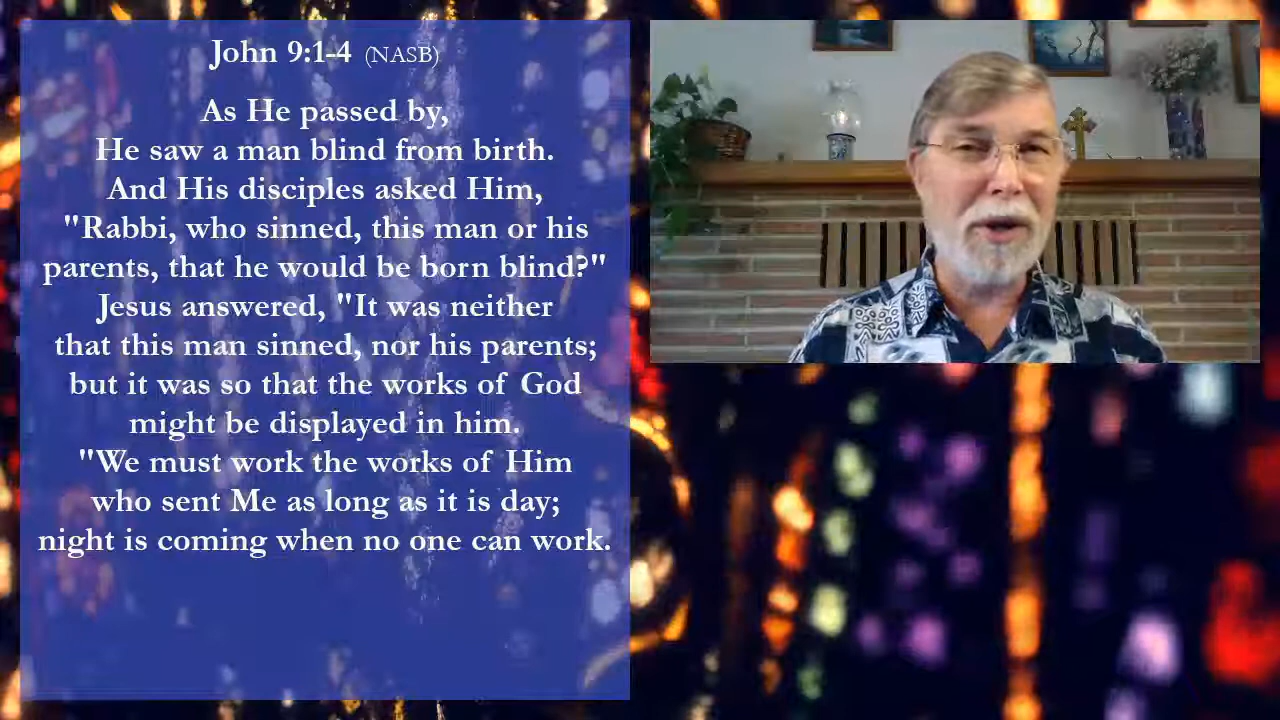 John 9:1-4 (NASB)
As He passed by,
He saw a man blind from birth.
And His disciples asked Him,
"Rabbi, who sinned, this man or his
parents, that he would be born blind?"
Jesus answered, "It was neither
that this man sinned, nor his parents;
but it was so that the works of God
might be displayed in him.
"We must work the works of Him
who sent Me as long as it is day;
night is coming when no one can work.